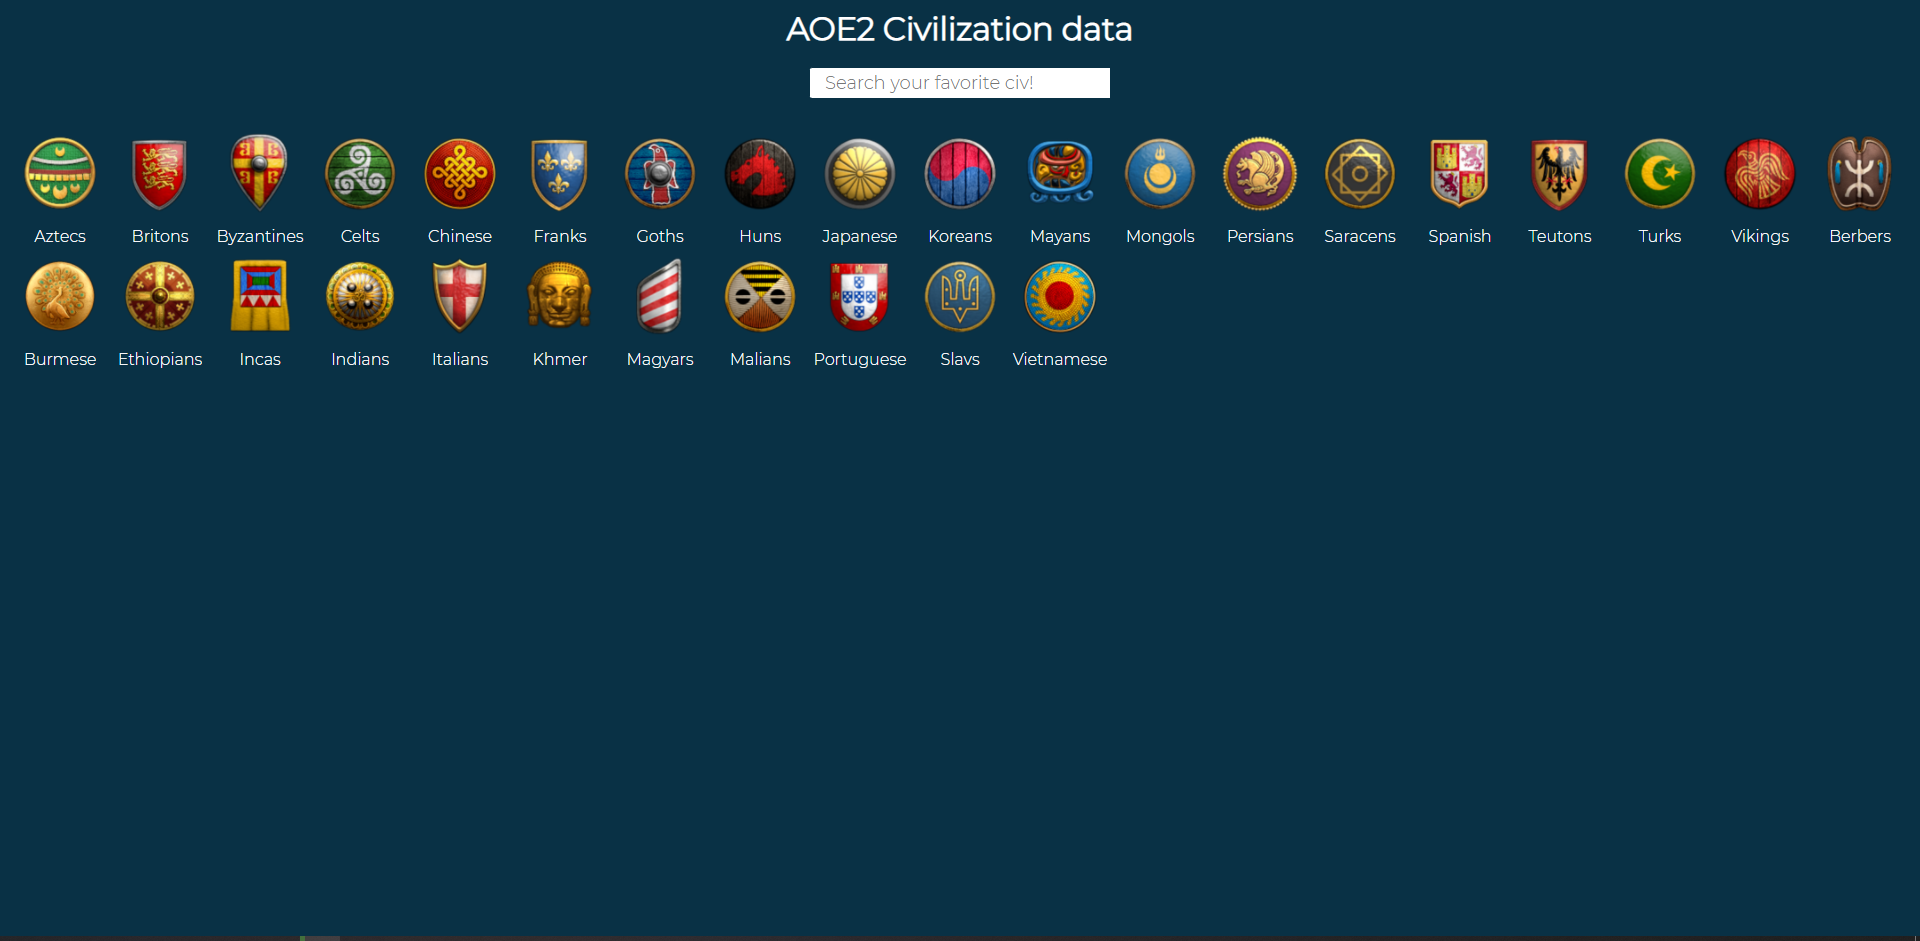 AOE2 Civilization data
Search your favorite civ!
Aztecs Britons Byzantines Celts Chinese Franks Goths Huns Japanese Koreans Mayans Mongols Persians Saracens Spanish Teutons Turks Vikings Berbers
Burmese Ethiopians Incas Indians Italians Khmer Magyars Malians Portuguese Slavs Vietnamese